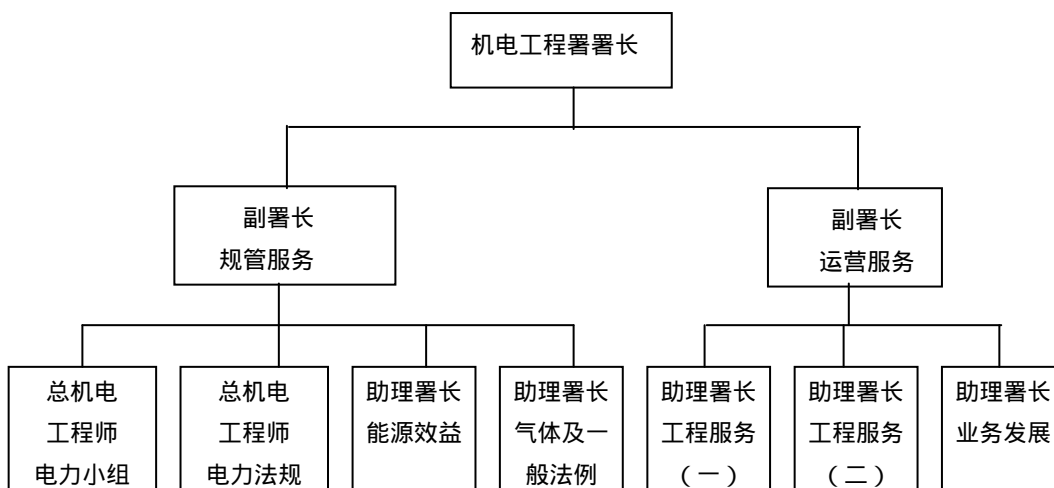 机电工程署署长
副署长
规管服务
副署长
运营服务
总机电
工程师
电力小组
总机电
工程师
电力法规
助理署长
能源效益
助理署长
气体及一
般法例
助理署长
工程服务
(一)
助理署长
工程服务
(二)
助理署长
业务发展